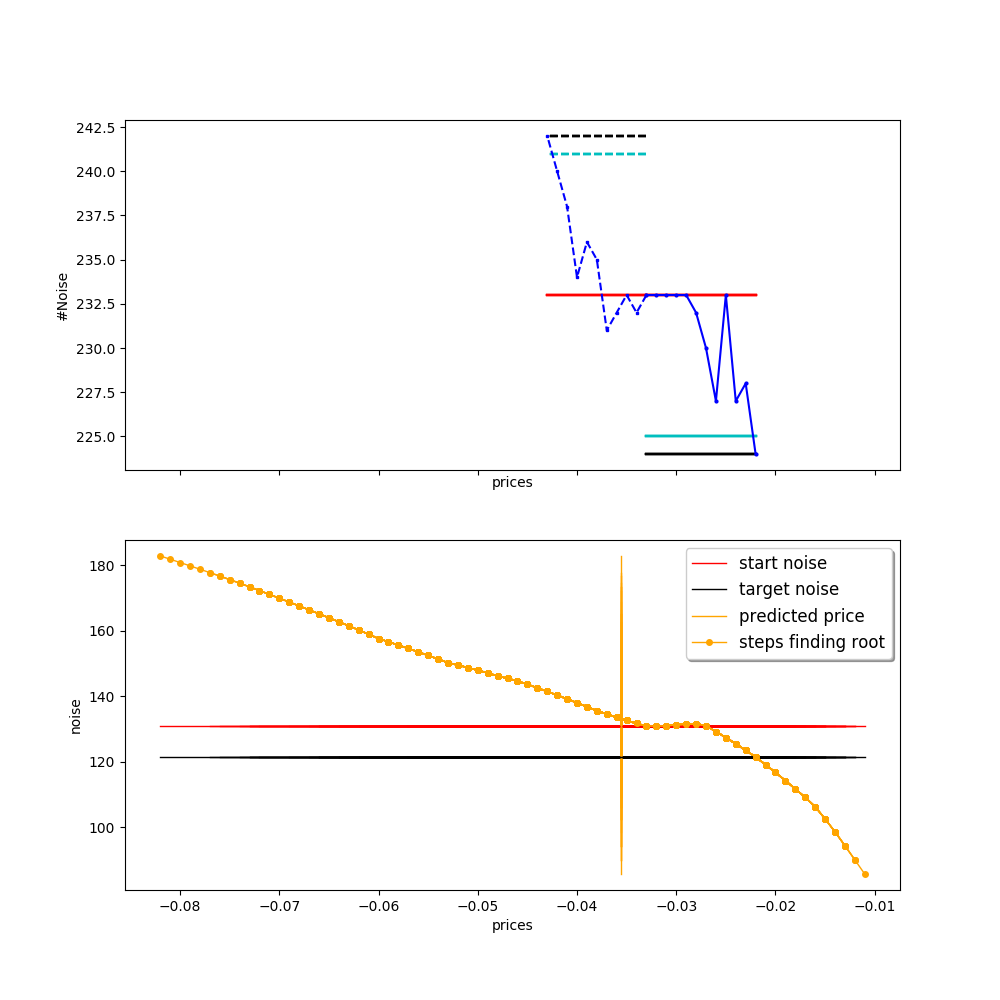 242.5
240.0
237.5
235.0
232.5
230.0
227.5
225.0
#Noise
prices
180
160
140
120
100
noise
start noise
target noise
predicted price
steps finding root
−0.08 −0.07 −0.06 −0.05 −0.04 −0.03 −0.02 −0.01
prices